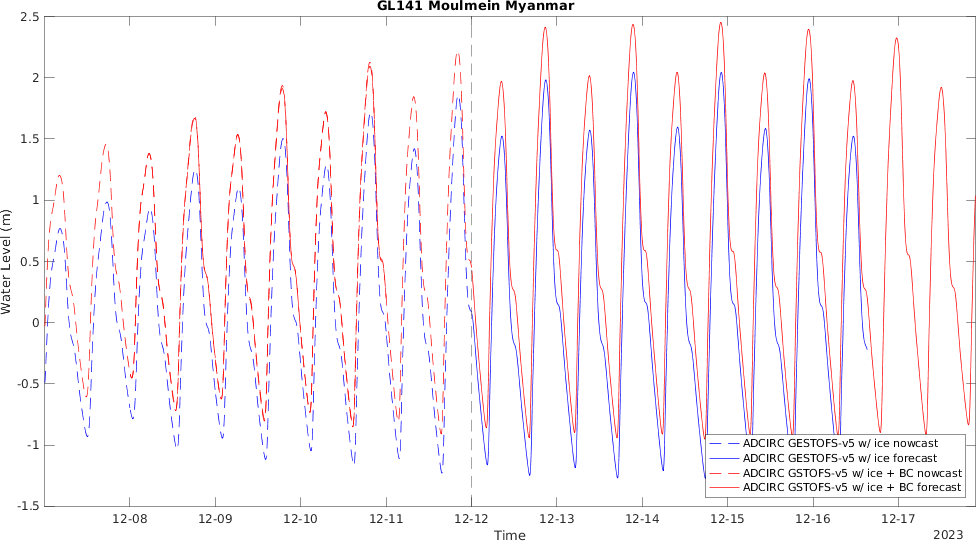 GL141 Moulmein Myanmar
2.5
2
1.5
1
0.5
0
-0.5
-1
-1.5
Water Level (m)
12-08
12-09
12-10
12-11
12-12
12-13
12-14
12-15
12-16
12-17
Time
2023
ADCIRC GESTOFS-v5 w/ ice nowcast
ADCIRC GESTOFS-v5 w/ ice forecast
ADCIRC GSTOFS-v5 w/ ice + BC nowcast
ADCIRC GSTOFS-v5 w/ ice + BC forecast